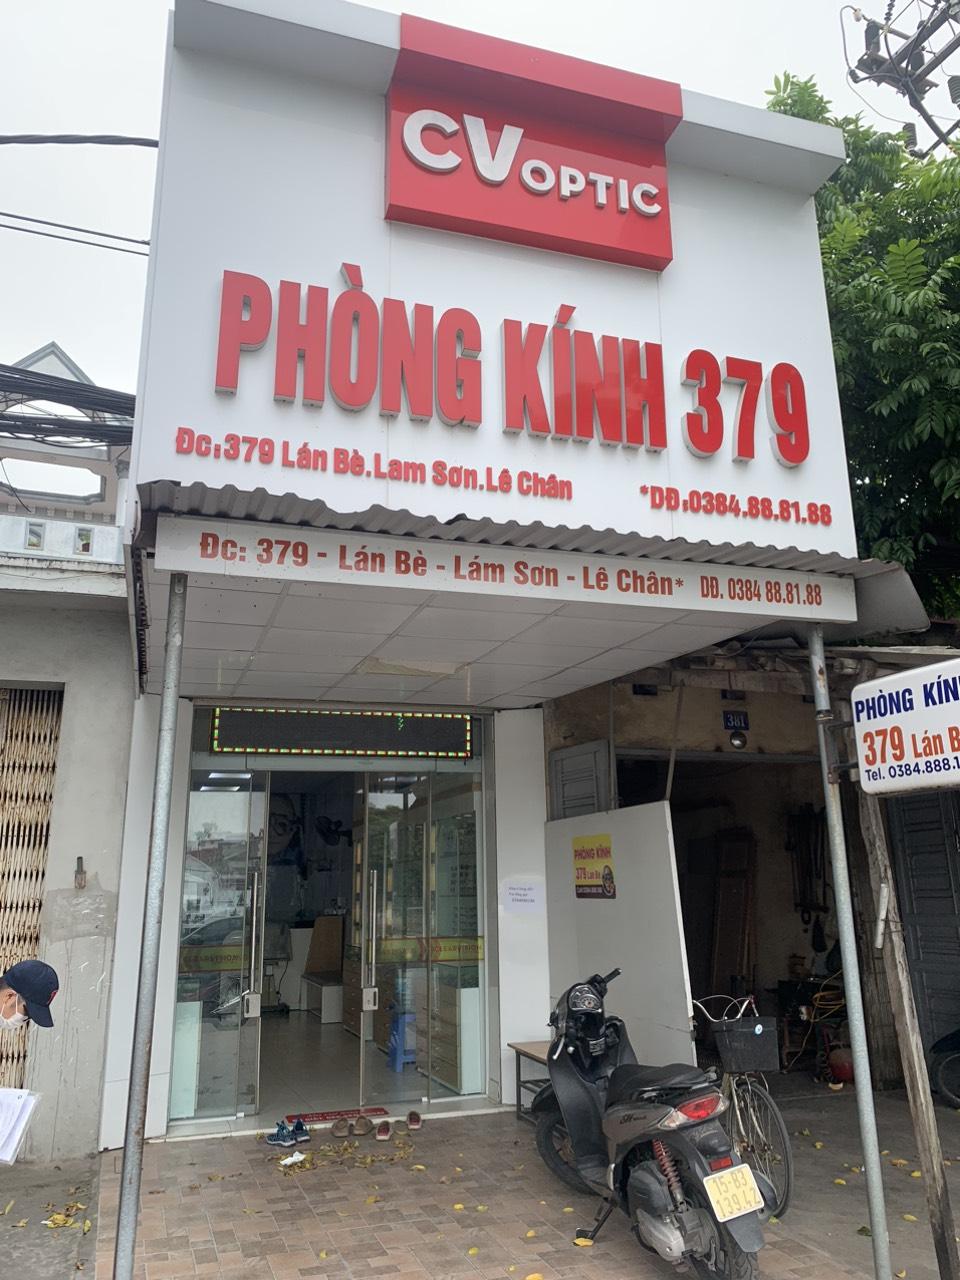 CV OPTIC
PHÒNG KÍNH 379
Đc: 379 Lán Bè.Lam Sơn.Lê Chân
*DĐ: 0384.88.81.88
Đc: 379 - Lán Bè - Lám Sơn - Lê Chân* DĐ. 0384 88.81.88
381
PHÒNG KÍN
379 Lán B
Tel. 0384.888.1
PHÒNG KÍNH
379 Lán Bè
SH
15-B3
139.42